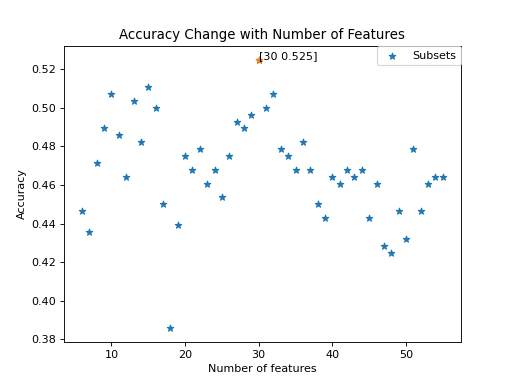 Accuracy Change with Number of Features
[30 0.525]
Subsets
0.52
0.50
0.48
0.46
0.44
0.42
0.40
0.38
Accuracy
10 20 30 40 50
Number of features